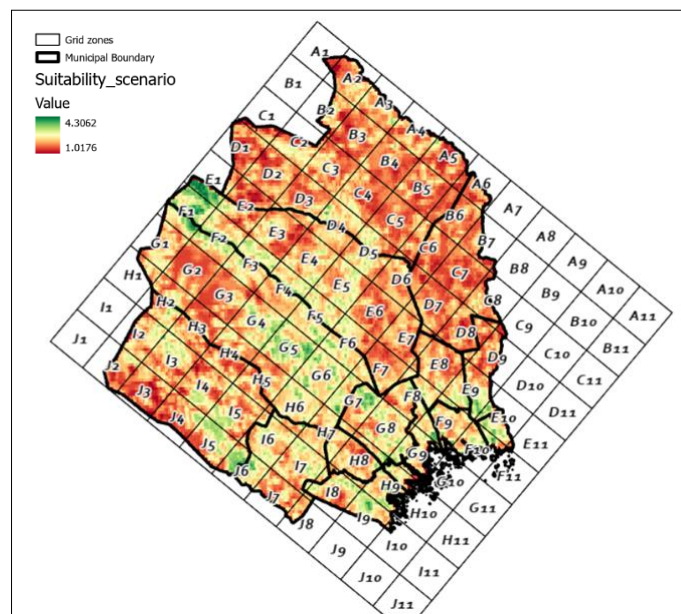 Grid zones
Municipal Boundary
Suitability_scenario
Value
4.3062
1.0176
A1
A2
A3
A4
A5
A6
A7
A8
A9
A10
A11
B1
B2
B3
B4
B5
B6
B7
B8
B9
B10
B11
C1
C2
C3
C4
C5
C6
C7
C8
C9
C10
C11
D1
D2
D3
D4
D5
D6
D7
D8
D9
D10
D11
E1
E2
E3
E4
E5
E6
E7
E8
E9
E10
E11
F1
F2
F3
F4
F5
F6
F7
F8
F9
F10
F11
G1
G2
G3
G4
G5
G6
G7
G8
G9
G10
G11
H1
H2
H3
H4
H5
H6
H7
H8
H9
H10
H11
I1
I2
I3
I4
I5
I6
I7
I8
I9
I10
I11
J1
J2
J3
J4
J5
J6
J7
J8
J9
J10
J11